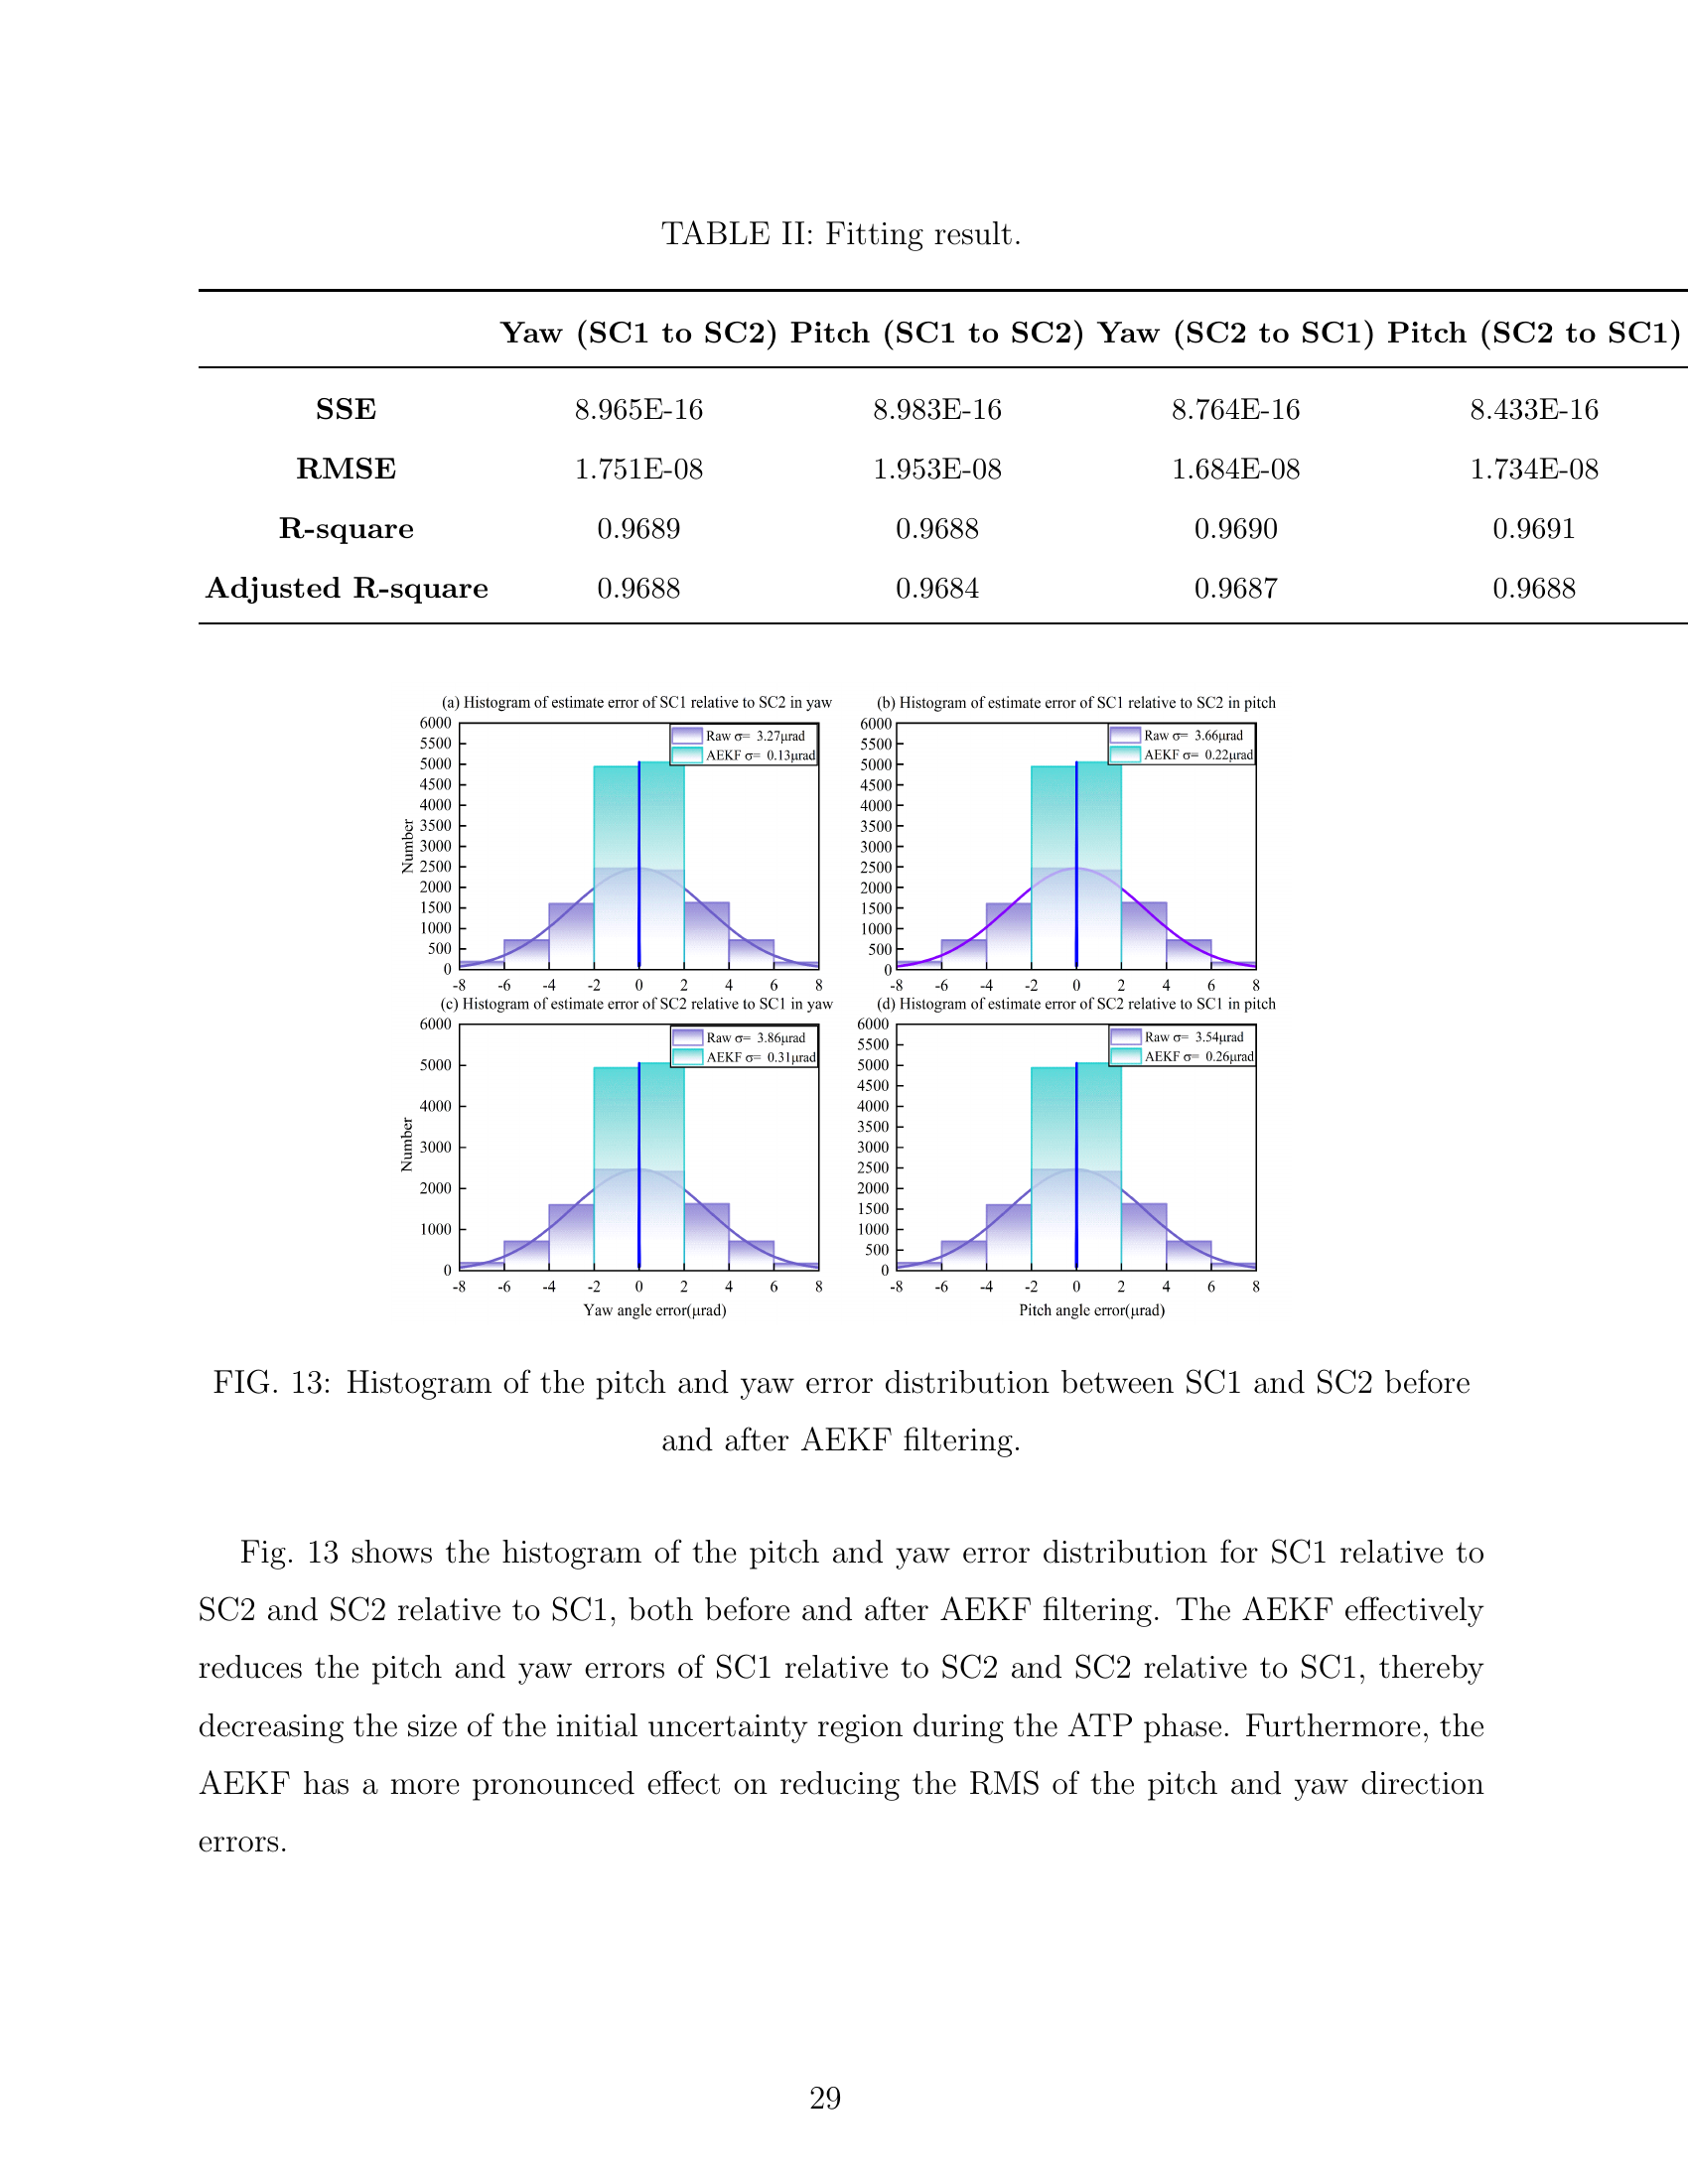 TABLE II: Fitting result.
Yaw (SC1 to SC2) Pitch (SC1 to SC2) Yaw (SC2 to SC1) Pitch (SC2 to SC1)
SSE 8.965E-16 8.983E-16 8.764E-16 8.433E-16
RMSE 1.751E-08 1.953E-08 1.684E-08 1.734E-08
R-square 0.9689 0.9688 0.9690 0.9691
Adjusted R-square 0.9688 0.9684 0.9687 0.9688
(a) Histogram of estimate error of SC1 relative to SC2 in yaw
6000
5500
5000
4500
4000
3500
3000
2500
2000
1500
1000
500
0
Number
Raw σ= 3.27μrad
AEKF σ= 0.13μrad
-8 -6 -4 -2 0 2 4 6 8
(b) Histogram of estimate error of SC1 relative to SC2 in pitch
6000
5500
5000
4500
4000
3500
3000
2500
2000
1500
1000
500
0
Raw σ= 3.66μrad
AEKF σ= 0.22μrad
-8 -6 -4 -2 0 2 4 6 8
(c) Histogram of estimate error of SC2 relative to SC1 in yaw
6000
5000
4000
3000
2000
1000
0
Number
Raw σ= 3.86μrad
AEKF σ= 0.31μrad
-8 -6 -4 -2 0 2 4 6 8
Yaw angle error(μrad)
(d) Histogram of estimate error of SC2 relative to SC1 in pitch
6000
5500
5000
4500
4000
3500
3000
2500
2000
1500
1000
500
0
Raw σ= 3.54μrad
AEKF σ= 0.26μrad
-8 -6 -4 -2 0 2 4 6 8
Pitch angle error(μrad)
FIG. 13: Histogram of the pitch and yaw error distribution between SC1 and SC2 before
and after AEKF filtering.
Fig. 13 shows the histogram of the pitch and yaw error distribution for SC1 relative to
SC2 and SC2 relative to SC1, both before and after AEKF filtering. The AEKF effectively
reduces the pitch and yaw errors of SC1 relative to SC2 and SC2 relative to SC1, thereby
decreasing the size of the initial uncertainty region during the ATP phase. Furthermore, the
AEKF has a more pronounced effect on reducing the RMS of the pitch and yaw direction
errors.
29